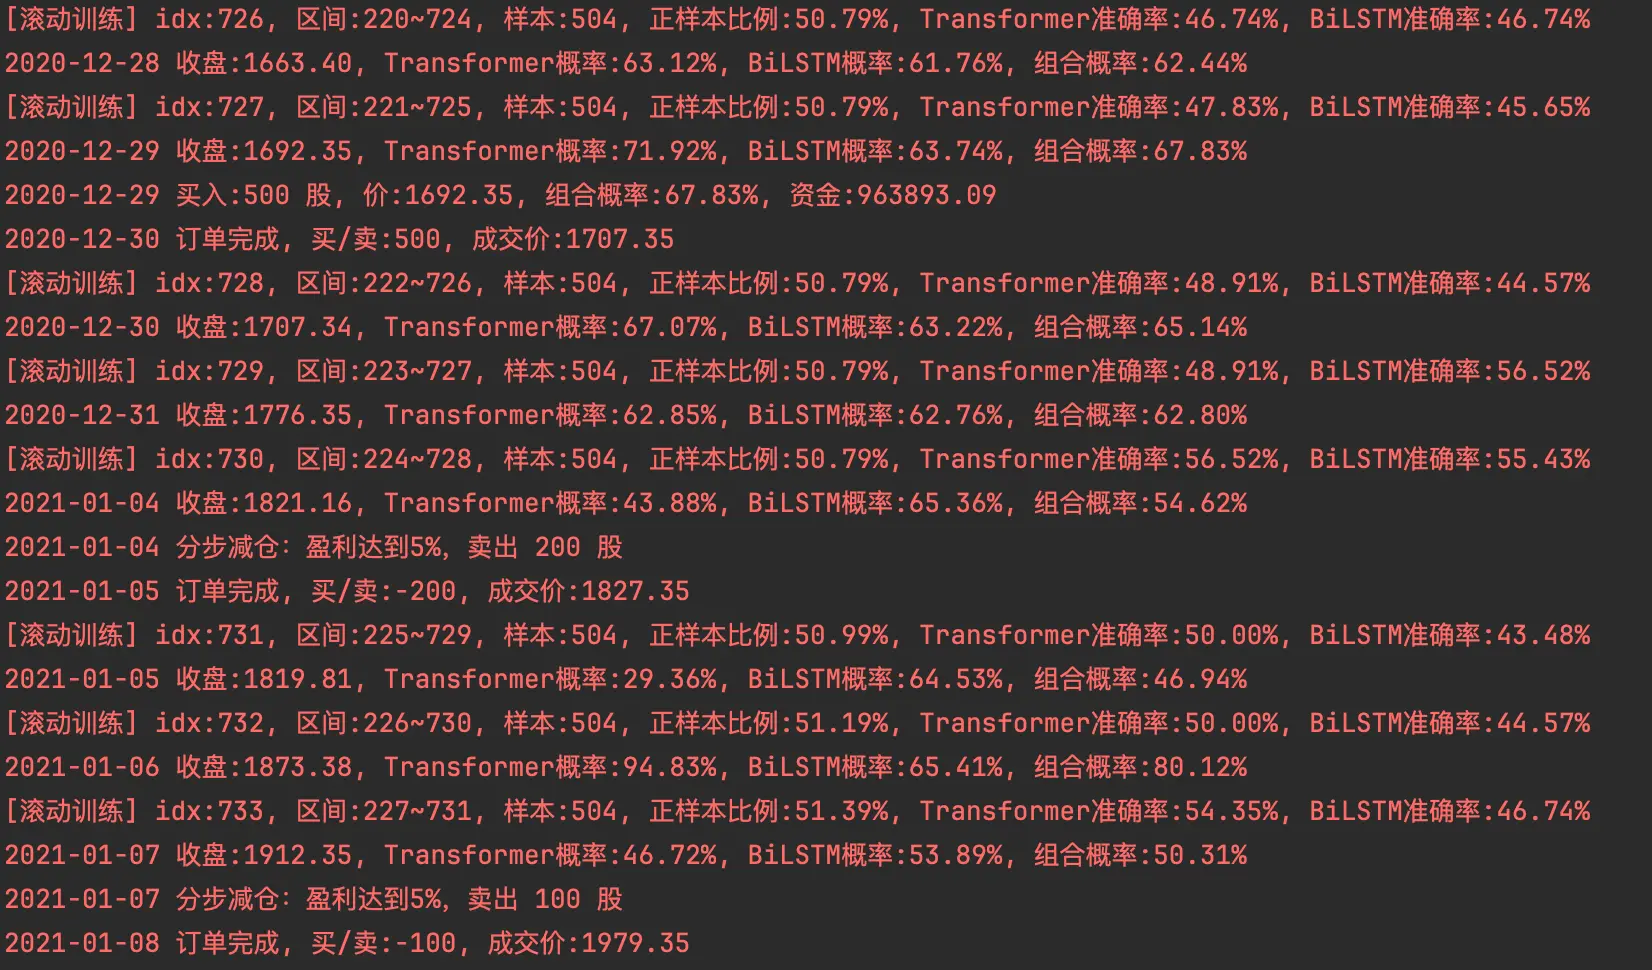 [滚动训练] idx:726, 区间:220~724, 样本:504, 正样本比例:50.79%, Transformer准确率:46.74%, BiLSTM准确率:46.74%
2020-12-28 收盘:1663.40, Transformer概率:63.12%, BiLSTM概率:61.76%, 组合概率:62.44%
[滚动训练] idx:727, 区间:221~725, 样本:504, 正样本比例:50.79%, Transformer准确率:47.83%, BiLSTM准确率:45.65%
2020-12-29 收盘:1692.35, Transformer概率:71.92%, BiLSTM概率:63.74%, 组合概率:67.83%
2020-12-29 买入:500 股, 价:1692.35, 组合概率:67.83%, 资金:963893.09
2020-12-30 订单完成, 买/卖:500, 成交价:1707.35
[滚动训练] idx:728, 区间:222~726, 样本:504, 正样本比例:50.79%, Transformer准确率:48.91%, BiLSTM准确率:44.57%
2020-12-30 收盘:1707.34, Transformer概率:67.07%, BiLSTM概率:63.22%, 组合概率:65.14%
[滚动训练] idx:729, 区间:223~727, 样本:504, 正样本比例:50.79%, Transformer准确率:48.91%, BiLSTM准确率:56.52%
2020-12-31 收盘:1776.35, Transformer概率:62.85%, BiLSTM概率:62.76%, 组合概率:62.80%
[滚动训练] idx:730, 区间:224~728, 样本:504, 正样本比例:50.79%, Transformer准确率:56.52%, BiLSTM准确率:55.43%
2021-01-04 收盘:1821.16, Transformer概率:43.88%, BiLSTM概率:65.36%, 组合概率:54.62%
2021-01-04 分步减仓：盈利达到5%，卖出 200 股
2021-01-05 订单完成, 买/卖:-200, 成交价:1827.35
[滚动训练] idx:731, 区间:225~729, 样本:504, 正样本比例:50.99%, Transformer准确率:50.00%, BiLSTM准确率:43.48%
2021-01-05 收盘:1819.81, Transformer概率:29.36%, BiLSTM概率:64.53%, 组合概率:46.94%
[滚动训练] idx:732, 区间:226~730, 样本:504, 正样本比例:51.19%, Transformer准确率:50.00%, BiLSTM准确率:44.57%
2021-01-06 收盘:1873.38, Transformer概率:94.83%, BiLSTM概率:65.41%, 组合概率:80.12%
[滚动训练] idx:733, 区间:227~731, 样本:504, 正样本比例:51.39%, Transformer准确率:54.35%, BiLSTM准确率:46.74%
2021-01-07 收盘:1912.35, Transformer概率:46.72%, BiLSTM概率:53.89%, 组合概率:50.31%
2021-01-07 分步减仓：盈利达到5%，卖出 100 股
2021-01-08 订单完成, 买/卖:-100, 成交价:1979.35